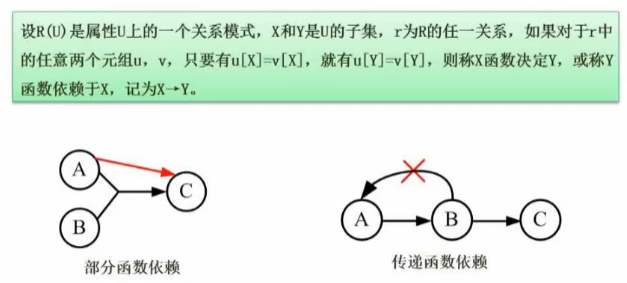 设R(U)是属性U上的一个关系模式，X和Y是U的子集，r为R的任一关系，如果对于r中
的任意两个元组u，v，只要有u[X]=v[X]，就有u[Y]=v[Y]，则称X函数决定Y，或称Y
函数依赖于X，记为X→Y。
A
C
B
部分函数依赖
A
B
C
传递函数依赖